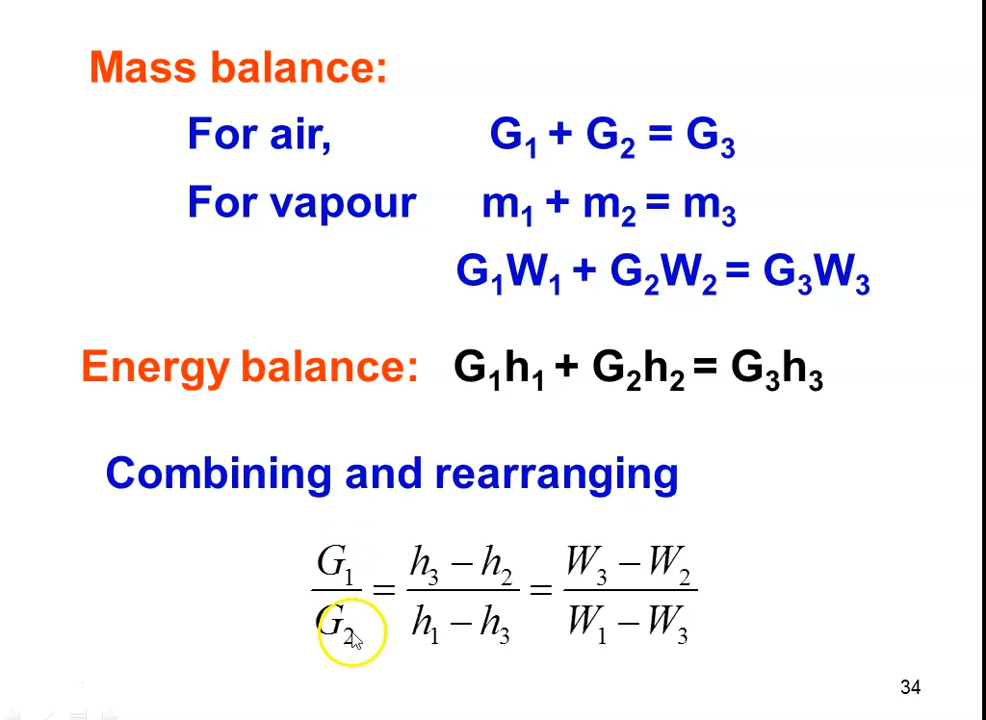 Mass balance:
For air, G₁ + G₂ = G₃
For vapour m₁ + m₂ = m₃
G₁W₁ + G₂W₂ = G₃W₃
Energy balance: G₁h₁ + G₂h₂ = G₃h₃
Combining and rearranging
G₁/G₂ = (h₃ − h₂)/(h₁ − h₃) = (W₃ − W₂)/(W₁ − W₃)
34